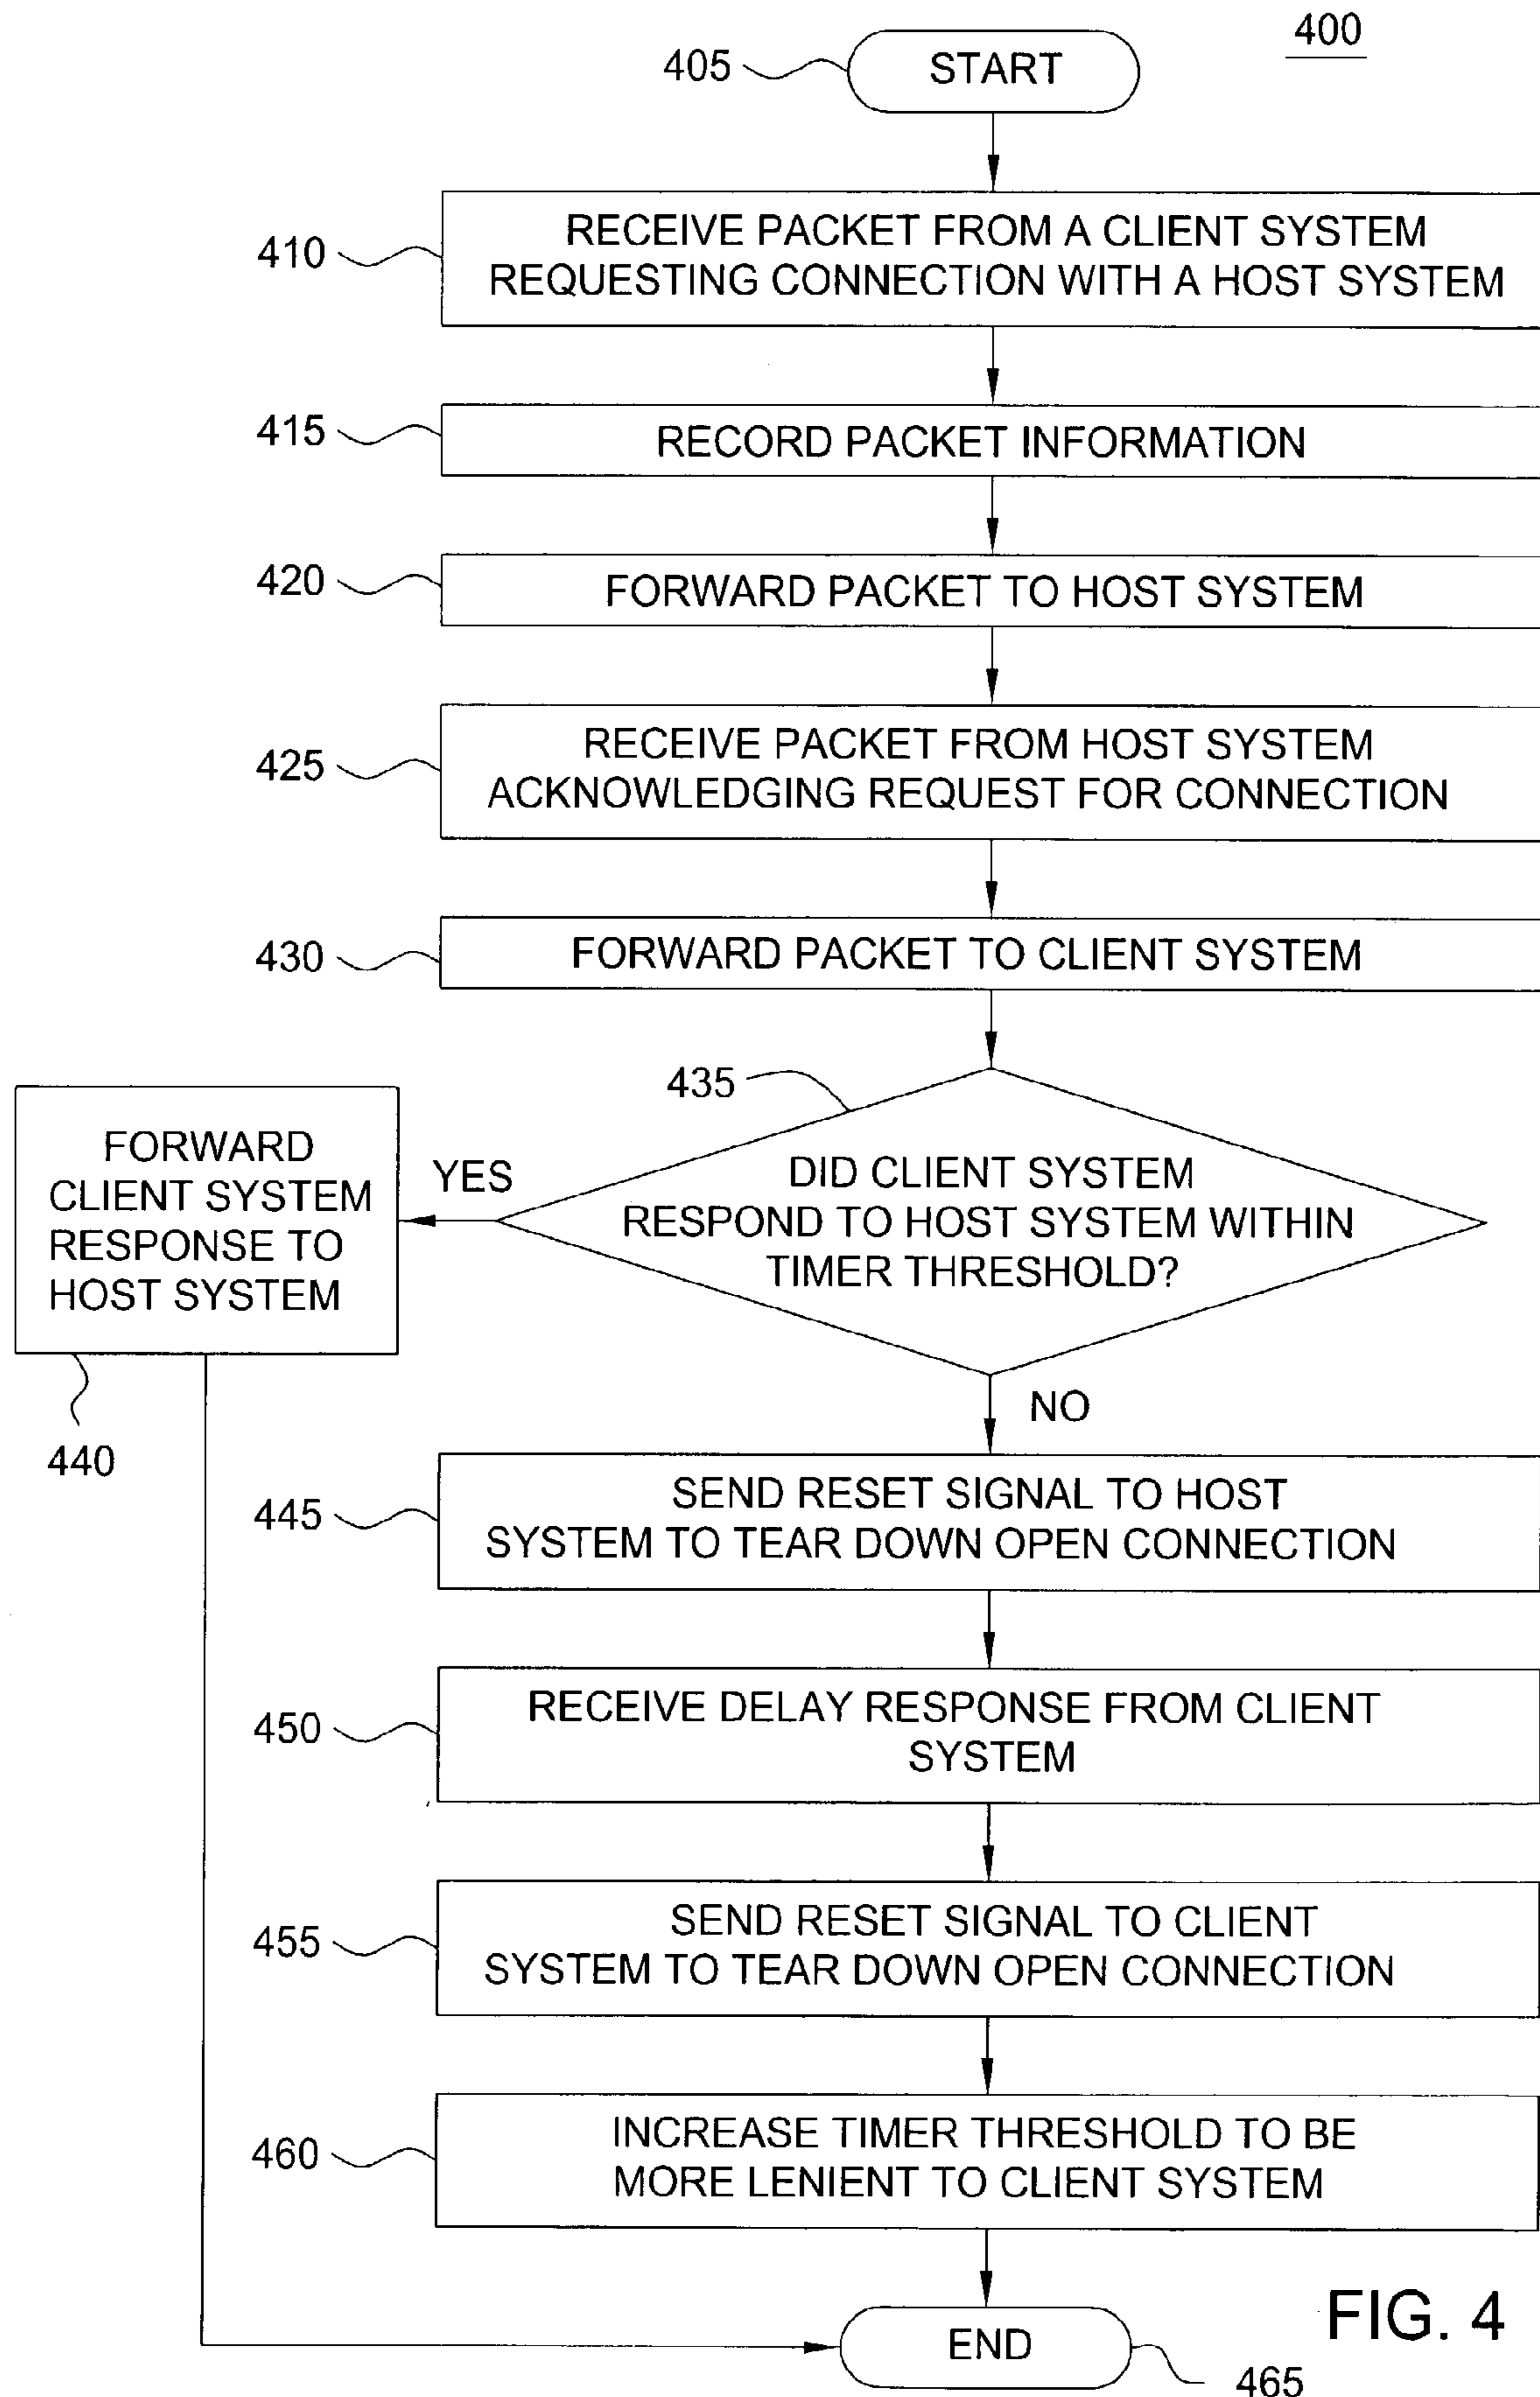 400
405
START
410
RECEIVE PACKET FROM A CLIENT SYSTEM
REQUESTING CONNECTION WITH A HOST SYSTEM
415
RECORD PACKET INFORMATION
420
FORWARD PACKET TO HOST SYSTEM
425
RECEIVE PACKET FROM HOST SYSTEM
ACKNOWLEDGING REQUEST FOR CONNECTION
430
FORWARD PACKET TO CLIENT SYSTEM
435
DID CLIENT SYSTEM
RESPOND TO HOST SYSTEM WITHIN
TIMER THRESHOLD?
YES
FORWARD
CLIENT SYSTEM
RESPONSE TO
HOST SYSTEM
440
NO
445
SEND RESET SIGNAL TO HOST
SYSTEM TO TEAR DOWN OPEN CONNECTION
450
RECEIVE DELAY RESPONSE FROM CLIENT
SYSTEM
455
SEND RESET SIGNAL TO CLIENT
SYSTEM TO TEAR DOWN OPEN CONNECTION
460
INCREASE TIMER THRESHOLD TO BE
MORE LENIENT TO CLIENT SYSTEM
END
465
FIG. 4